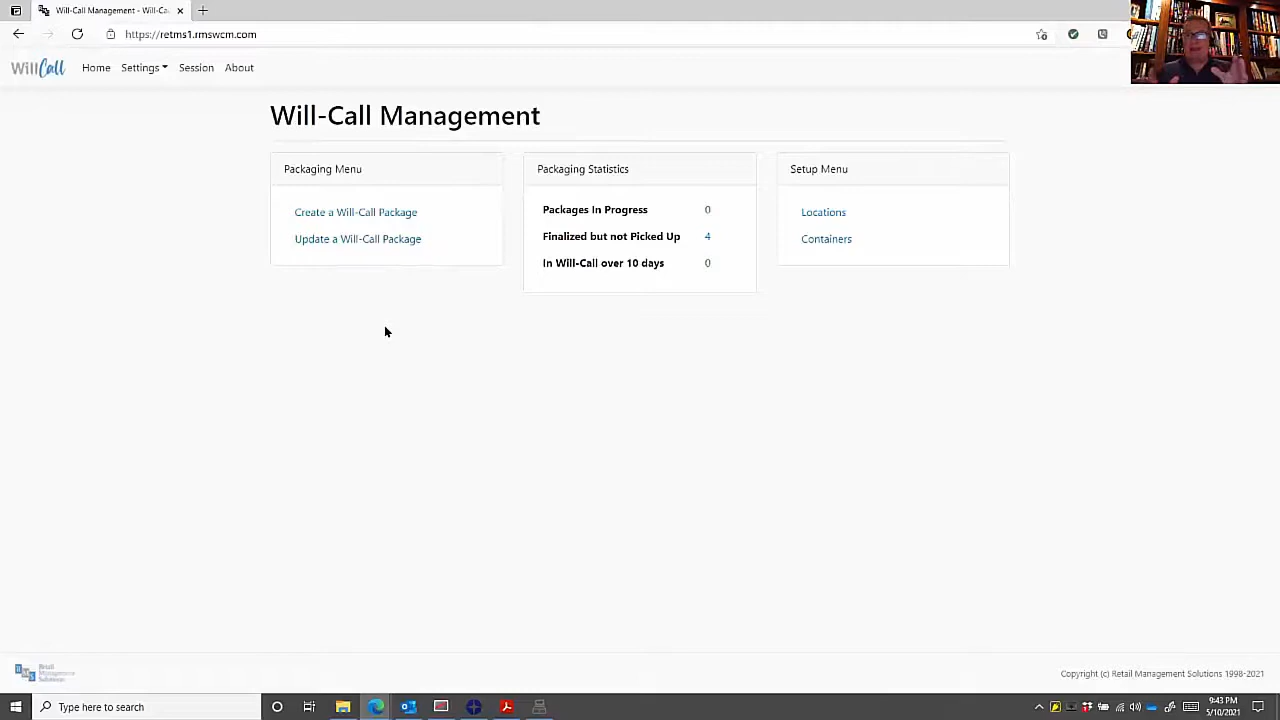 Will-Call Management - Will-Ca
https://retms1.rmswcm.com
WillCall Home Settings Session About
Will-Call Management
Packaging Menu
Create a Will-Call Package
Update a Will-Call Package
Packaging Statistics
Packages In Progress 0
Finalized but not Picked Up 4
In Will-Call over 10 days 0
Setup Menu
Locations
Containers
Retail
Management
Solutions
Copyright (c) Retail Management Solutions 1998-2021
Type here to search
9:43 PM
5/10/2021